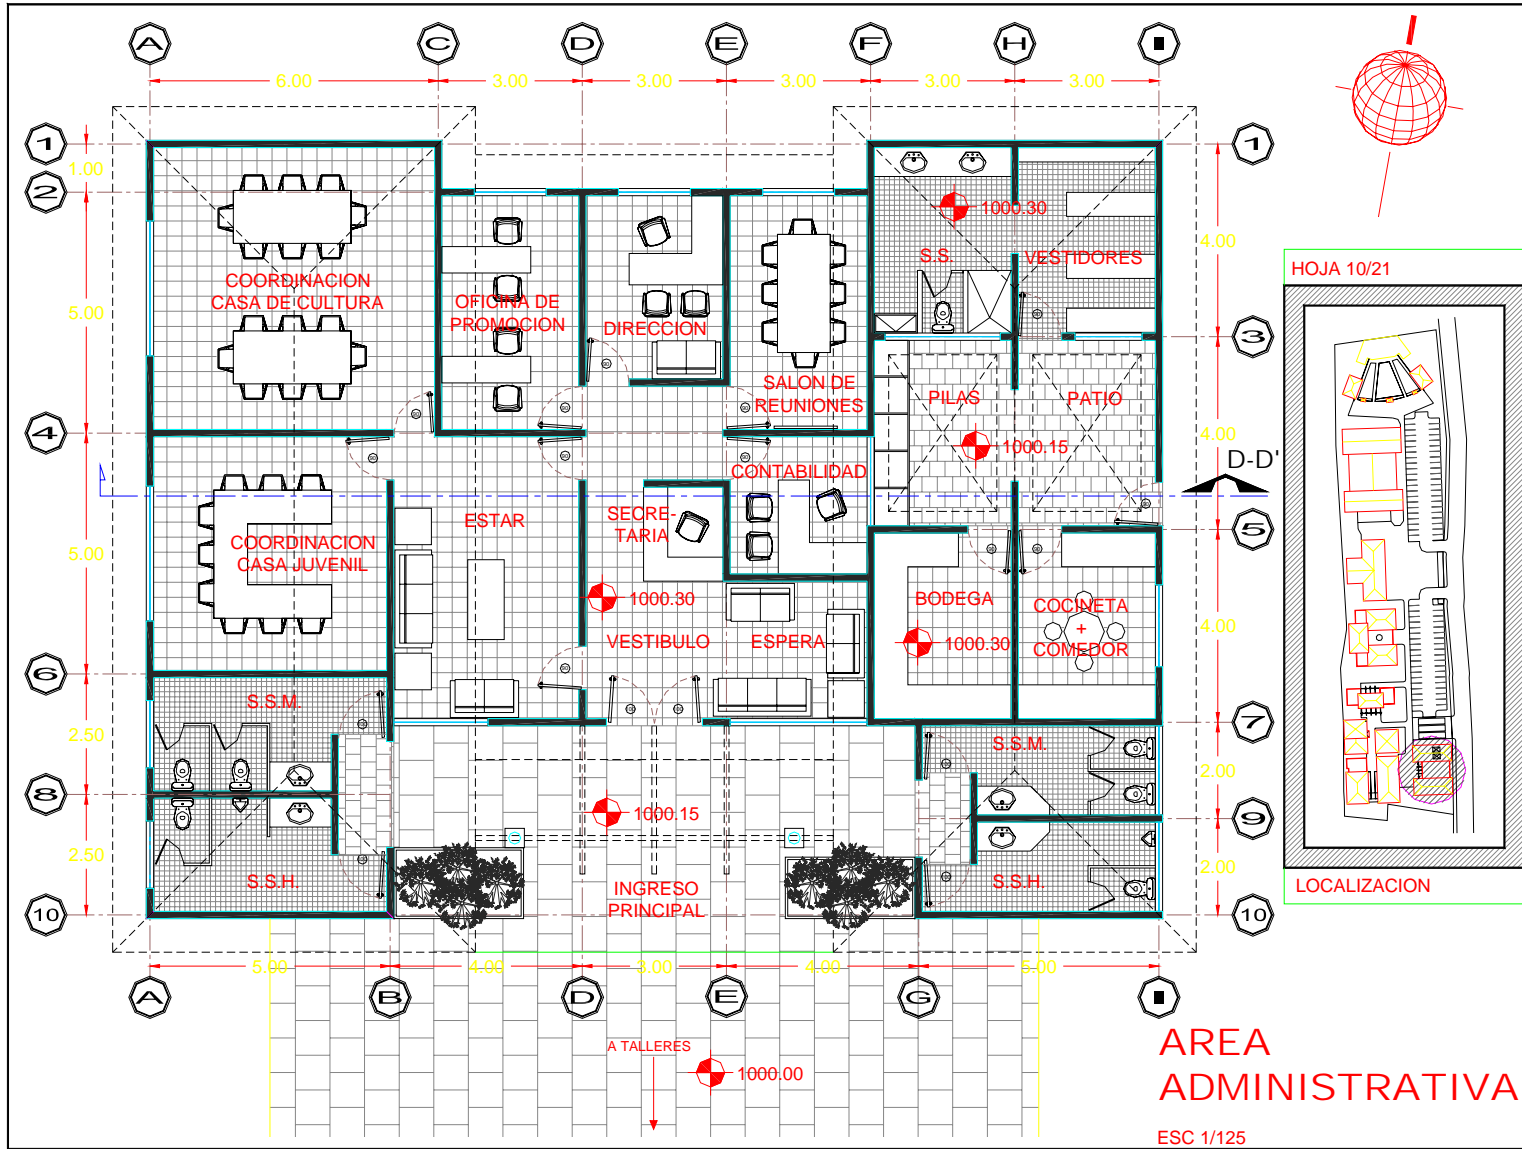 A C D E F H I
6.00 3.00 3.00 3.00 3.00 3.00
1 1
1.00
2
HOJA 10/21
1000.30
4.00
S.S. VESTIDORES
COORDINACION
CASA DE CULTURA
OFICINA DE
PROMOCION
DIRECCION
5.00
3
SALON DE
REUNIONES
PILAS PATIO
4
4.00
1000.15
D-D'
CONTABILIDAD
ESTAR
SECRE-
TARIA
5
COORDINACION
CASA JUVENIL
5.00
1000.30
BODEGA
COCINETA
COMEDOR
4.00
VESTIBULO ESPERA
1000.30
6
S.S.M.
7
2.50
S.S.M.
2.00
8
1000.15
9
2.50
S.S.H.
S.S.H.
2.00
INGRESO
PRINCIPAL
LOCALIZACION
10 10
5.00 4.00 3.00 4.00 5.00
A B D E G I
A TALLERES
1000.00
AREA
ADMINISTRATIVA
ESC 1/125